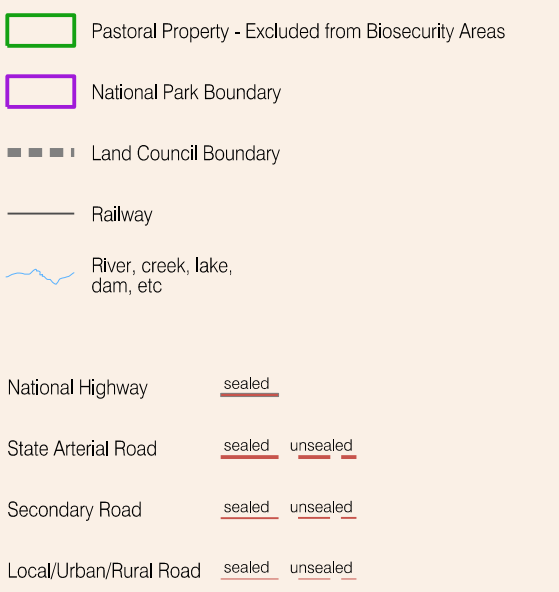 Pastoral Property - Excluded from Biosecurity Areas
National Park Boundary
Land Council Boundary
Railway
River, creek, lake,
dam, etc
National Highway sealed
State Arterial Road sealed unsealed
Secondary Road sealed unsealed
Local/Urban/Rural Road sealed unsealed